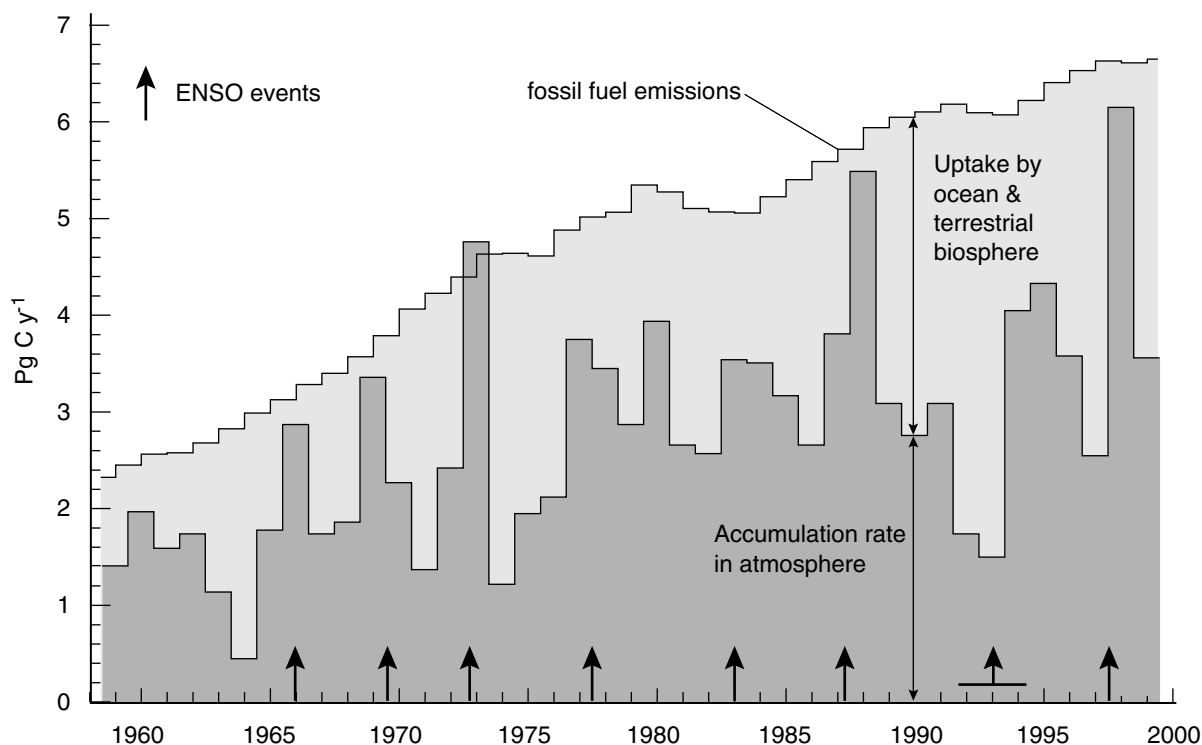 Pg C y⁻¹
7
6
5
4
3
2
1
0
ENSO events
fossil fuel emissions
Uptake by
ocean &
terrestrial
biosphere
Accumulation rate
in atmosphere
1960 1965 1970 1975 1980 1985 1990 1995 2000